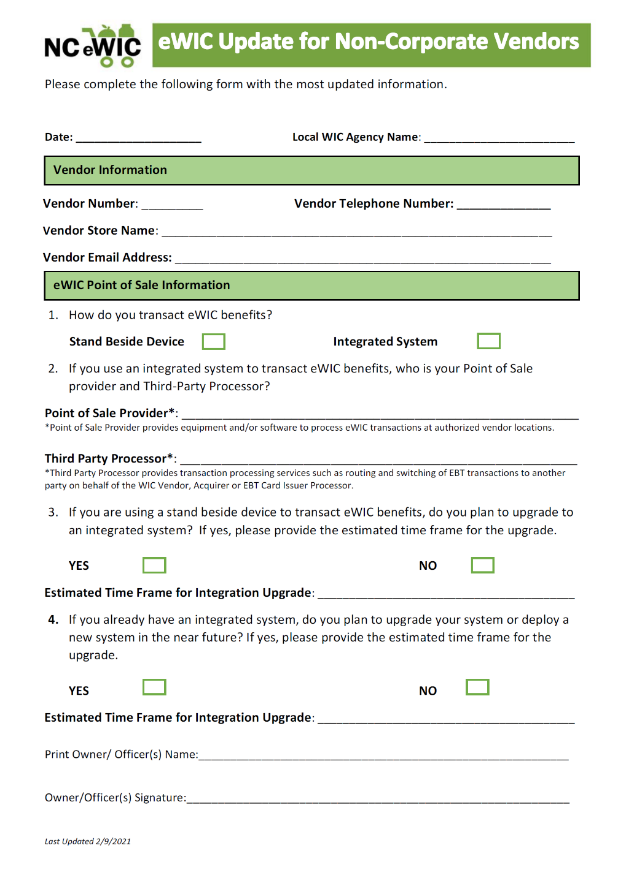 NC eWIC eWIC Update for Non-Corporate Vendors
Please complete the following form with the most updated information.
Date: ____________________ Local WIC Agency Name: ________________________
Vendor Information
Vendor Number: _________ Vendor Telephone Number: ______________
Vendor Store Name: ________________________________________________________
Vendor Email Address: ______________________________________________________
eWIC Point of Sale Information
1. How do you transact eWIC benefits?
Stand Beside Device Integrated System
2. If you use an integrated system to transact eWIC benefits, who is your Point of Sale
provider and Third-Party Processor?
Point of Sale Provider*: ________________________________________________________
*Point of Sale Provider provides equipment and/or software to process eWIC transactions at authorized vendor locations.
Third Party Processor*: ________________________________________________________
*Third Party Processor provides transaction processing services such as routing and switching of EBT transactions to another
party on behalf of the WIC Vendor, Acquirer or EBT Card Issuer Processor.
3. If you are using a stand beside device to transact eWIC benefits, do you plan to upgrade to
an integrated system? If yes, please provide the estimated time frame for the upgrade.
YES NO
Estimated Time Frame for Integration Upgrade: _________________________________________
4. If you already have an integrated system, do you plan to upgrade your system or deploy a
new system in the near future? If yes, please provide the estimated time frame for the
upgrade.
YES NO
Estimated Time Frame for Integration Upgrade: _________________________________________
Print Owner/ Officer(s) Name:___________________________________________________________
Owner/Officer(s) Signature:_____________________________________________________________
Last Updated 2/9/2021